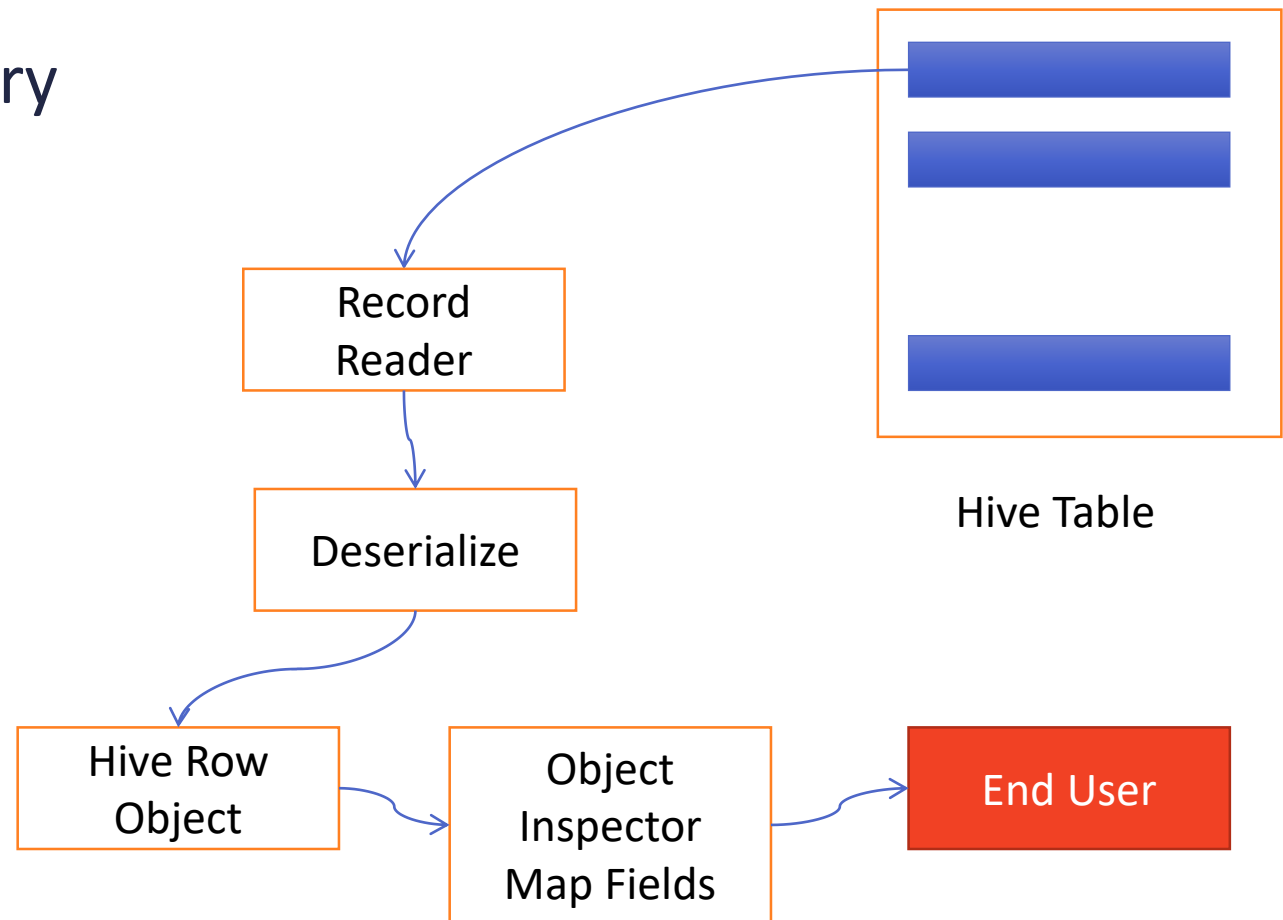 ry
Record
Reader
Hive Table
Deserialize
Hive Row
Object
Object
Inspector
Map Fields
End User